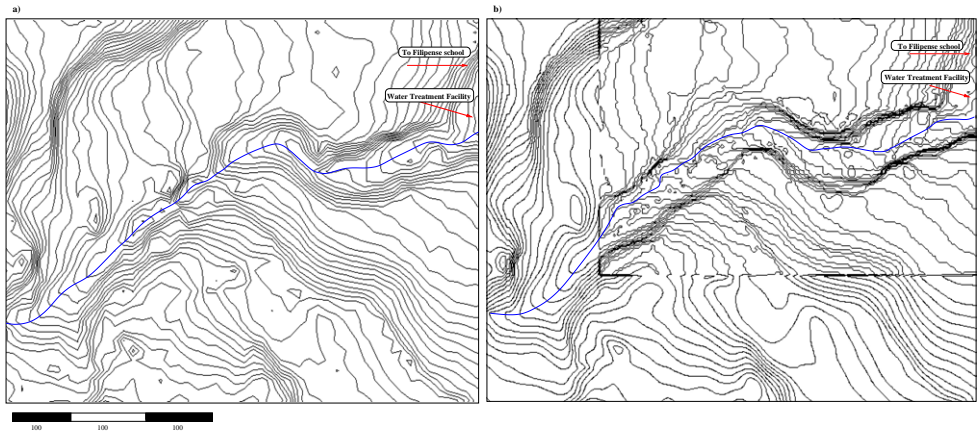 a)
b)
To Filipense school
Water Treatment Facility
To Filipense school
Water Treatment Facility
100
100
100